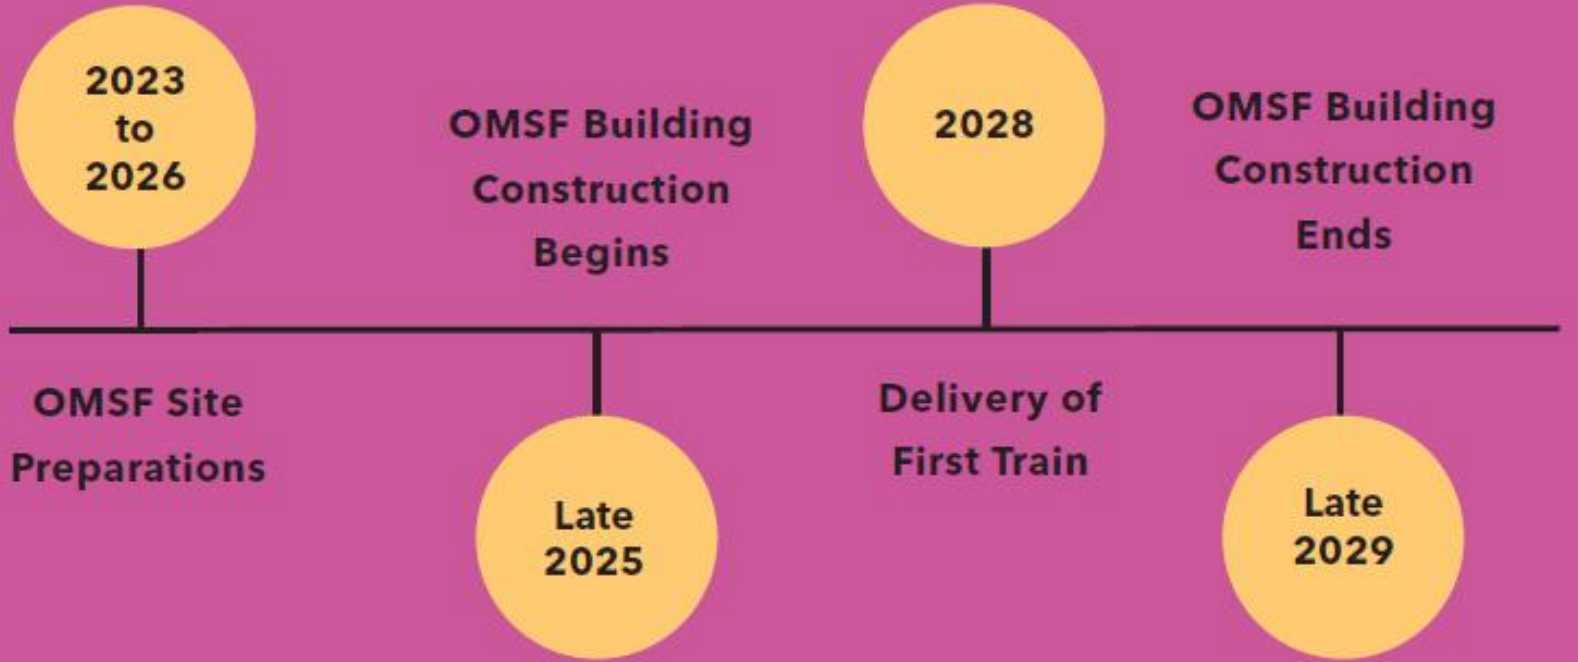 2023
to
2026
OMSF Site
Preparations
OMSF Building
Construction
Begins
Late
2025
2028
Delivery of
First Train
OMSF Building
Construction
Ends
Late
2029